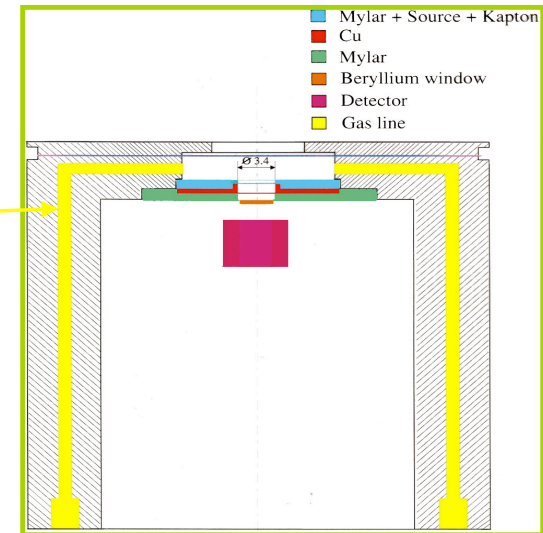 Mylar + Source + Kapton
Cu
Mylar
Beryllium window
Detector
Gas line
Ø 3.4